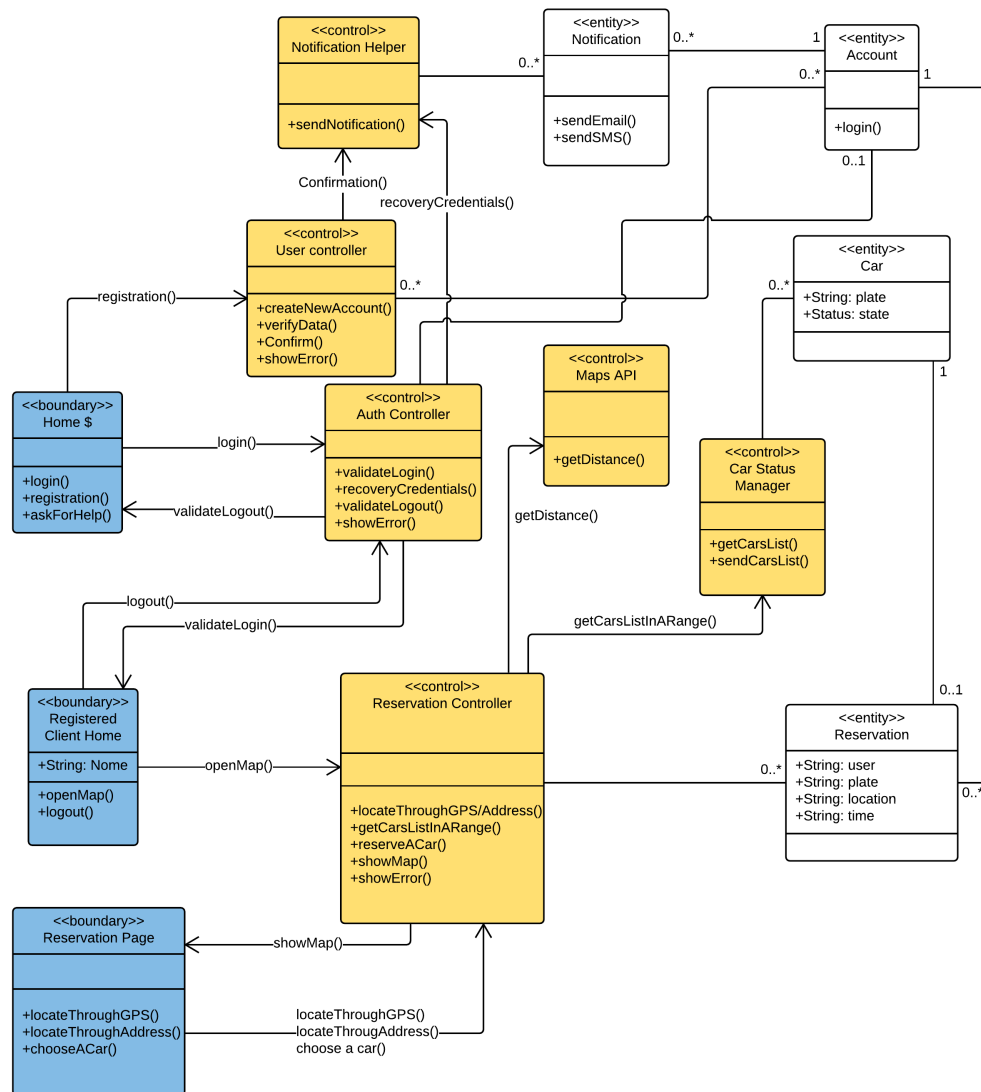 <<control>>
Notification Helper
+sendNotification()
<<entity>>
Notification
+sendEmail()
+sendSMS()
<<entity>>
Account
+login()
0..*
0..*
1
0..*
1
0..1
Confirmation()
recoveryCredentials()
<<control>>
User controller
+createNewAccount()
+verifyData()
+Confirm()
+showError()
0..*
registration()
<<entity>>
Car
+String: plate
+Status: state
0..*
1
<<control>>
Maps API
+getDistance()
<<boundary>>
Home $
+login()
+registration()
+askForHelp()
login()
validateLogout()
<<control>>
Auth Controller
+validateLogin()
+recoveryCredentials()
+validateLogout()
+showError()
<<control>>
Car Status
Manager
+getCarsList()
+sendCarsList()
getDistance()
getCarsListInARange()
logout()
validateLogin()
<<boundary>>
Registered
Client Home
+String: Nome
+openMap()
+logout()
openMap()
<<control>>
Reservation Controller
+locateThroughGPS/Address()
+getCarsListInARange()
+reserveACar()
+showMap()
+showError()
0..1
<<entity>>
Reservation
+String: user
+String: plate
+String: location
+String: time
0..*
0..*
<<boundary>>
Reservation Page
+locateThroughGPS()
+locateThroughAddress()
+chooseACar()
showMap()
locateThroughGPS()
locateThrougAddress()
choose a car()